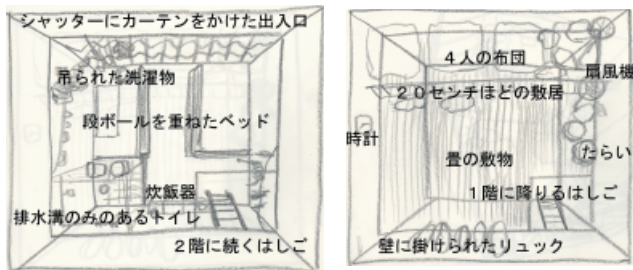 シャッターにカーテンをかけた出入口
吊られた洗濯物
段ボールを重ねたベッド
炊飯器
排水溝のみのあるトイレ
２階に続くはしご
４人の布団
扇風機
２０センチほどの敷居
時計
畳の敷物
たらい
１階に降りるはしご
壁に掛けられたリュック